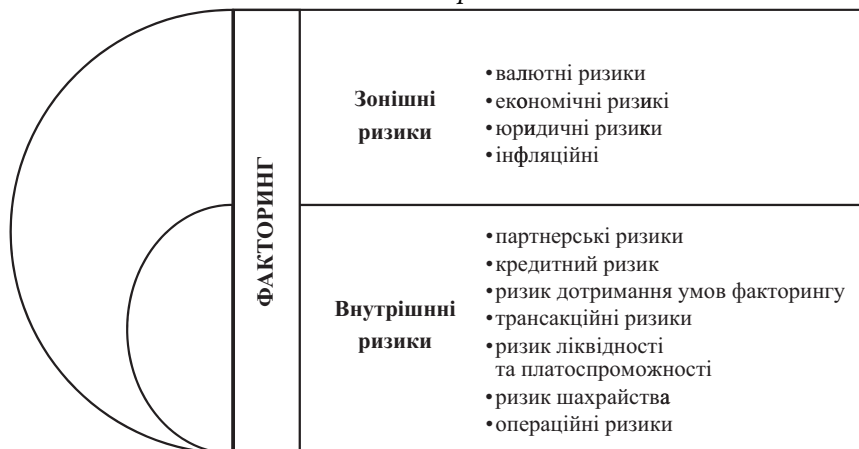 ФАКТОРИНГ
Зонішні
ризики
•валютні ризики
•економічні ризикі
•юридичні ризики
•інфляційні
Внутрішнні
ризики
•партнерські ризики
•кредитний ризик
•ризик дотримання умов факторингу
•трансакційні ризики
•ризик ліквідності
та платоспроможності
•ризик шахрайства
•операційні ризики